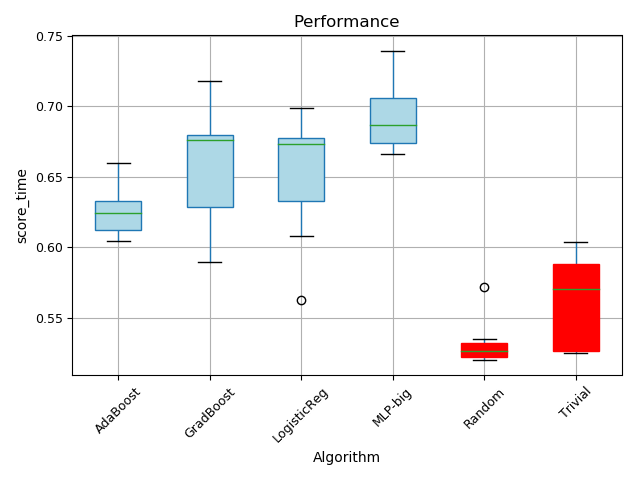 Performance
score_time
0.75
0.70
0.65
0.60
0.55
AdaBoost
GradBoost
LogisticReg
MLP-big
Random
Trivial
Algorithm